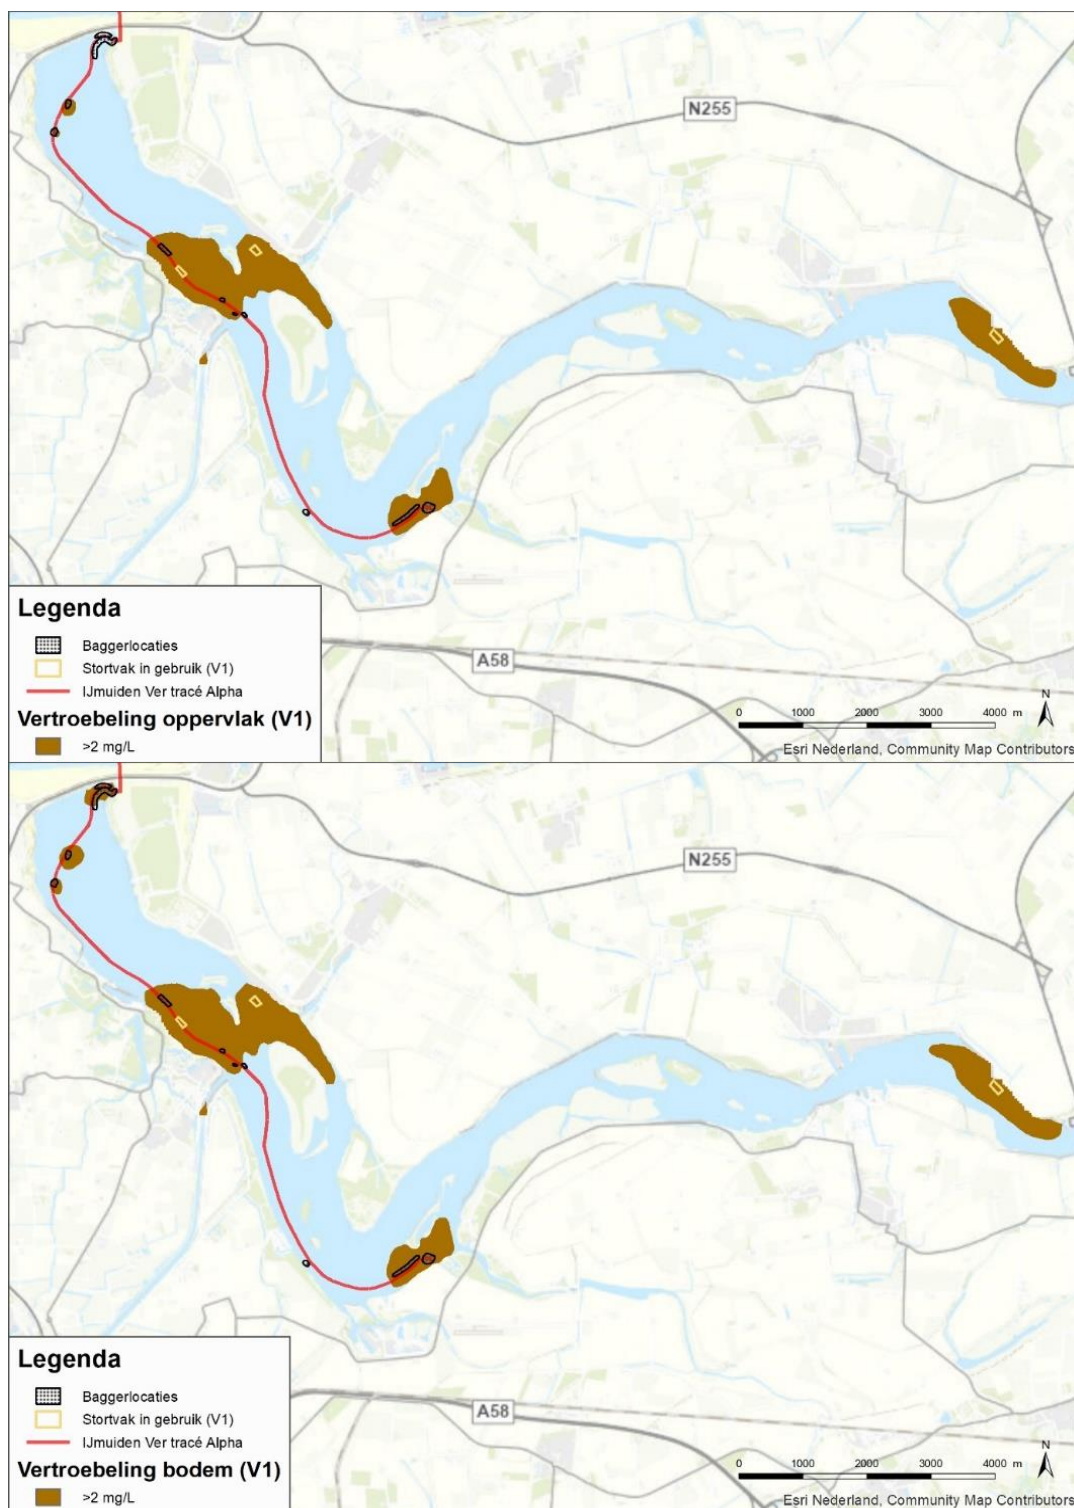 N255
Legenda
Baggerlocaties
Stortvak in gebruik (V1)
IJmuiden Ver tracé Alpha
Vertroebeling oppervlak (V1)
>2 mg/L
A58
N
0 1000 2000 3000 4000 m
Esri Nederland, Community Map Contributors
N255
Legenda
Baggerlocaties
Stortvak in gebruik (V1)
IJmuiden Ver tracé Alpha
Vertroebeling bodem (V1)
>2 mg/L
A58
N
0 1000 2000 3000 4000 m
Esri Nederland, Community Map Contributors